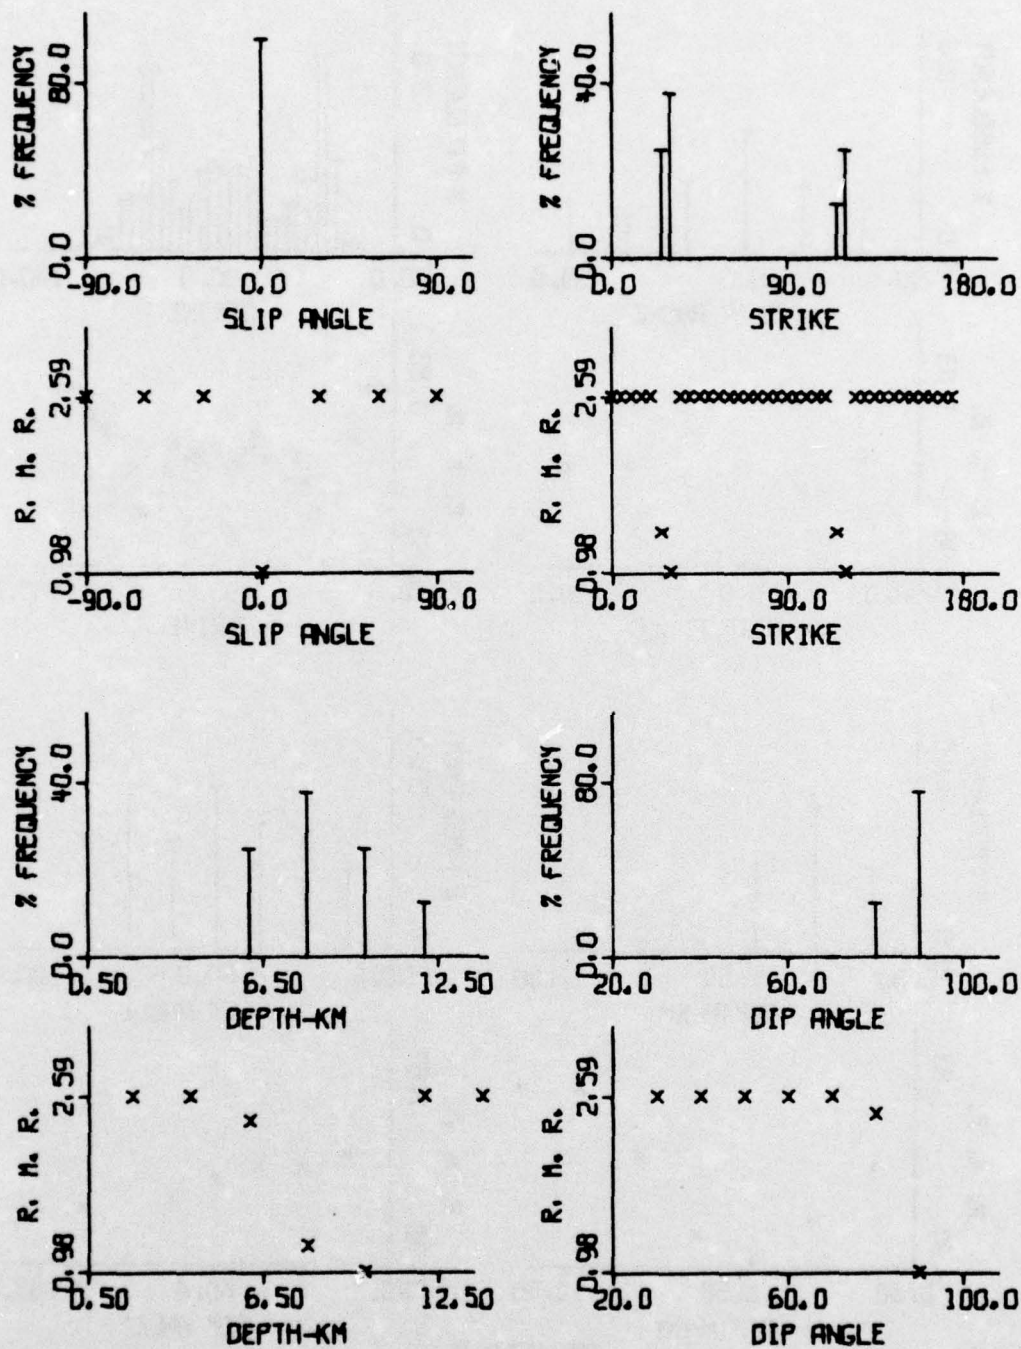 % FREQUENCY
80.0
0.0
-90.0 0.0 90.0
SLIP ANGLE
% FREQUENCY
40.0
0.0
0.0 90.0 180.0
STRIKE
R. M. R.
2.59
0.98
-90.0 0.0 90.0
SLIP ANGLE
R. M. R.
2.59
0.98
0.0 90.0 180.0
STRIKE
% FREQUENCY
40.0
0.0
0.50 6.50 12.50
DEPTH-KM
% FREQUENCY
80.0
0.0
20.0 60.0 100.0
DIP ANGLE
R. M. R.
2.59
0.98
0.50 6.50 12.50
DEPTH-KM
R. M. R.
2.59
0.98
20.0 60.0 100.0
DIP ANGLE